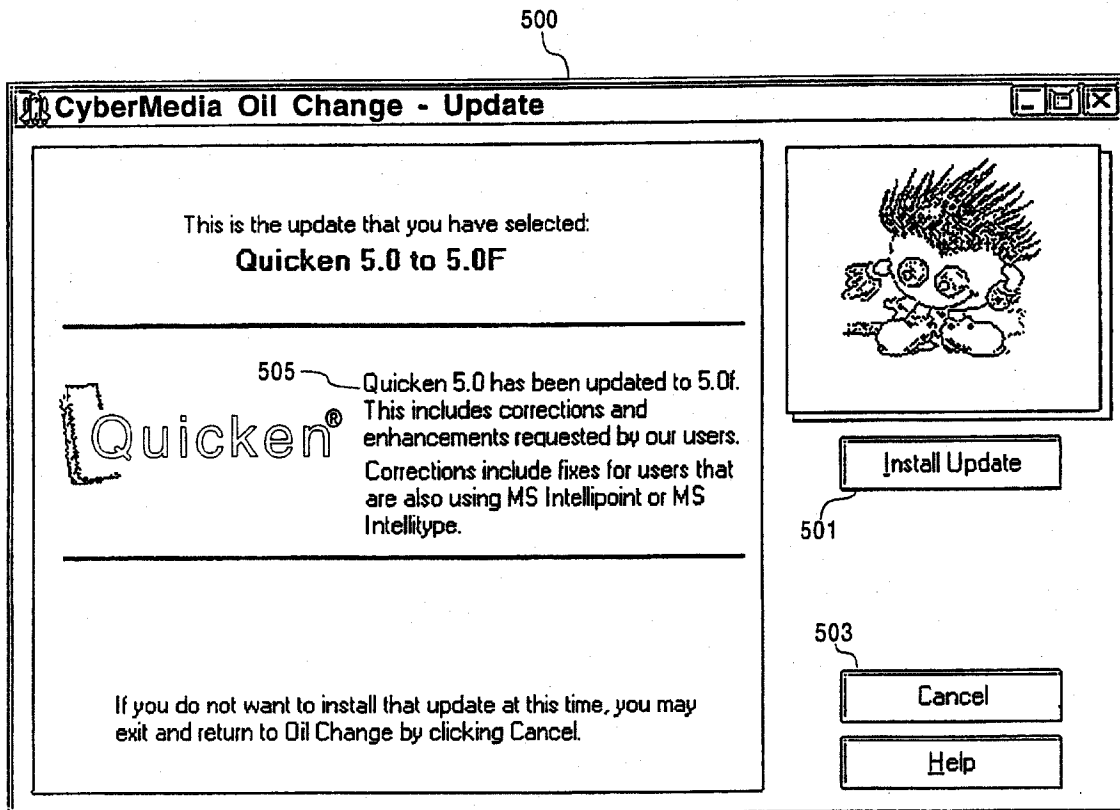 500
CyberMedia Oil Change - Update
This is the update that you have selected:
Quicken 5.0 to 5.0F
505
Quicken®
Quicken 5.0 has been updated to 5.0f.
This includes corrections and
enhancements requested by our users.
Corrections include fixes for users that
are also using MS Intellipoint or MS
Intellitype.
If you do not want to install that update at this time, you may
exit and return to Oil Change by clicking Cancel.
Install Update
501
503
Cancel
Help